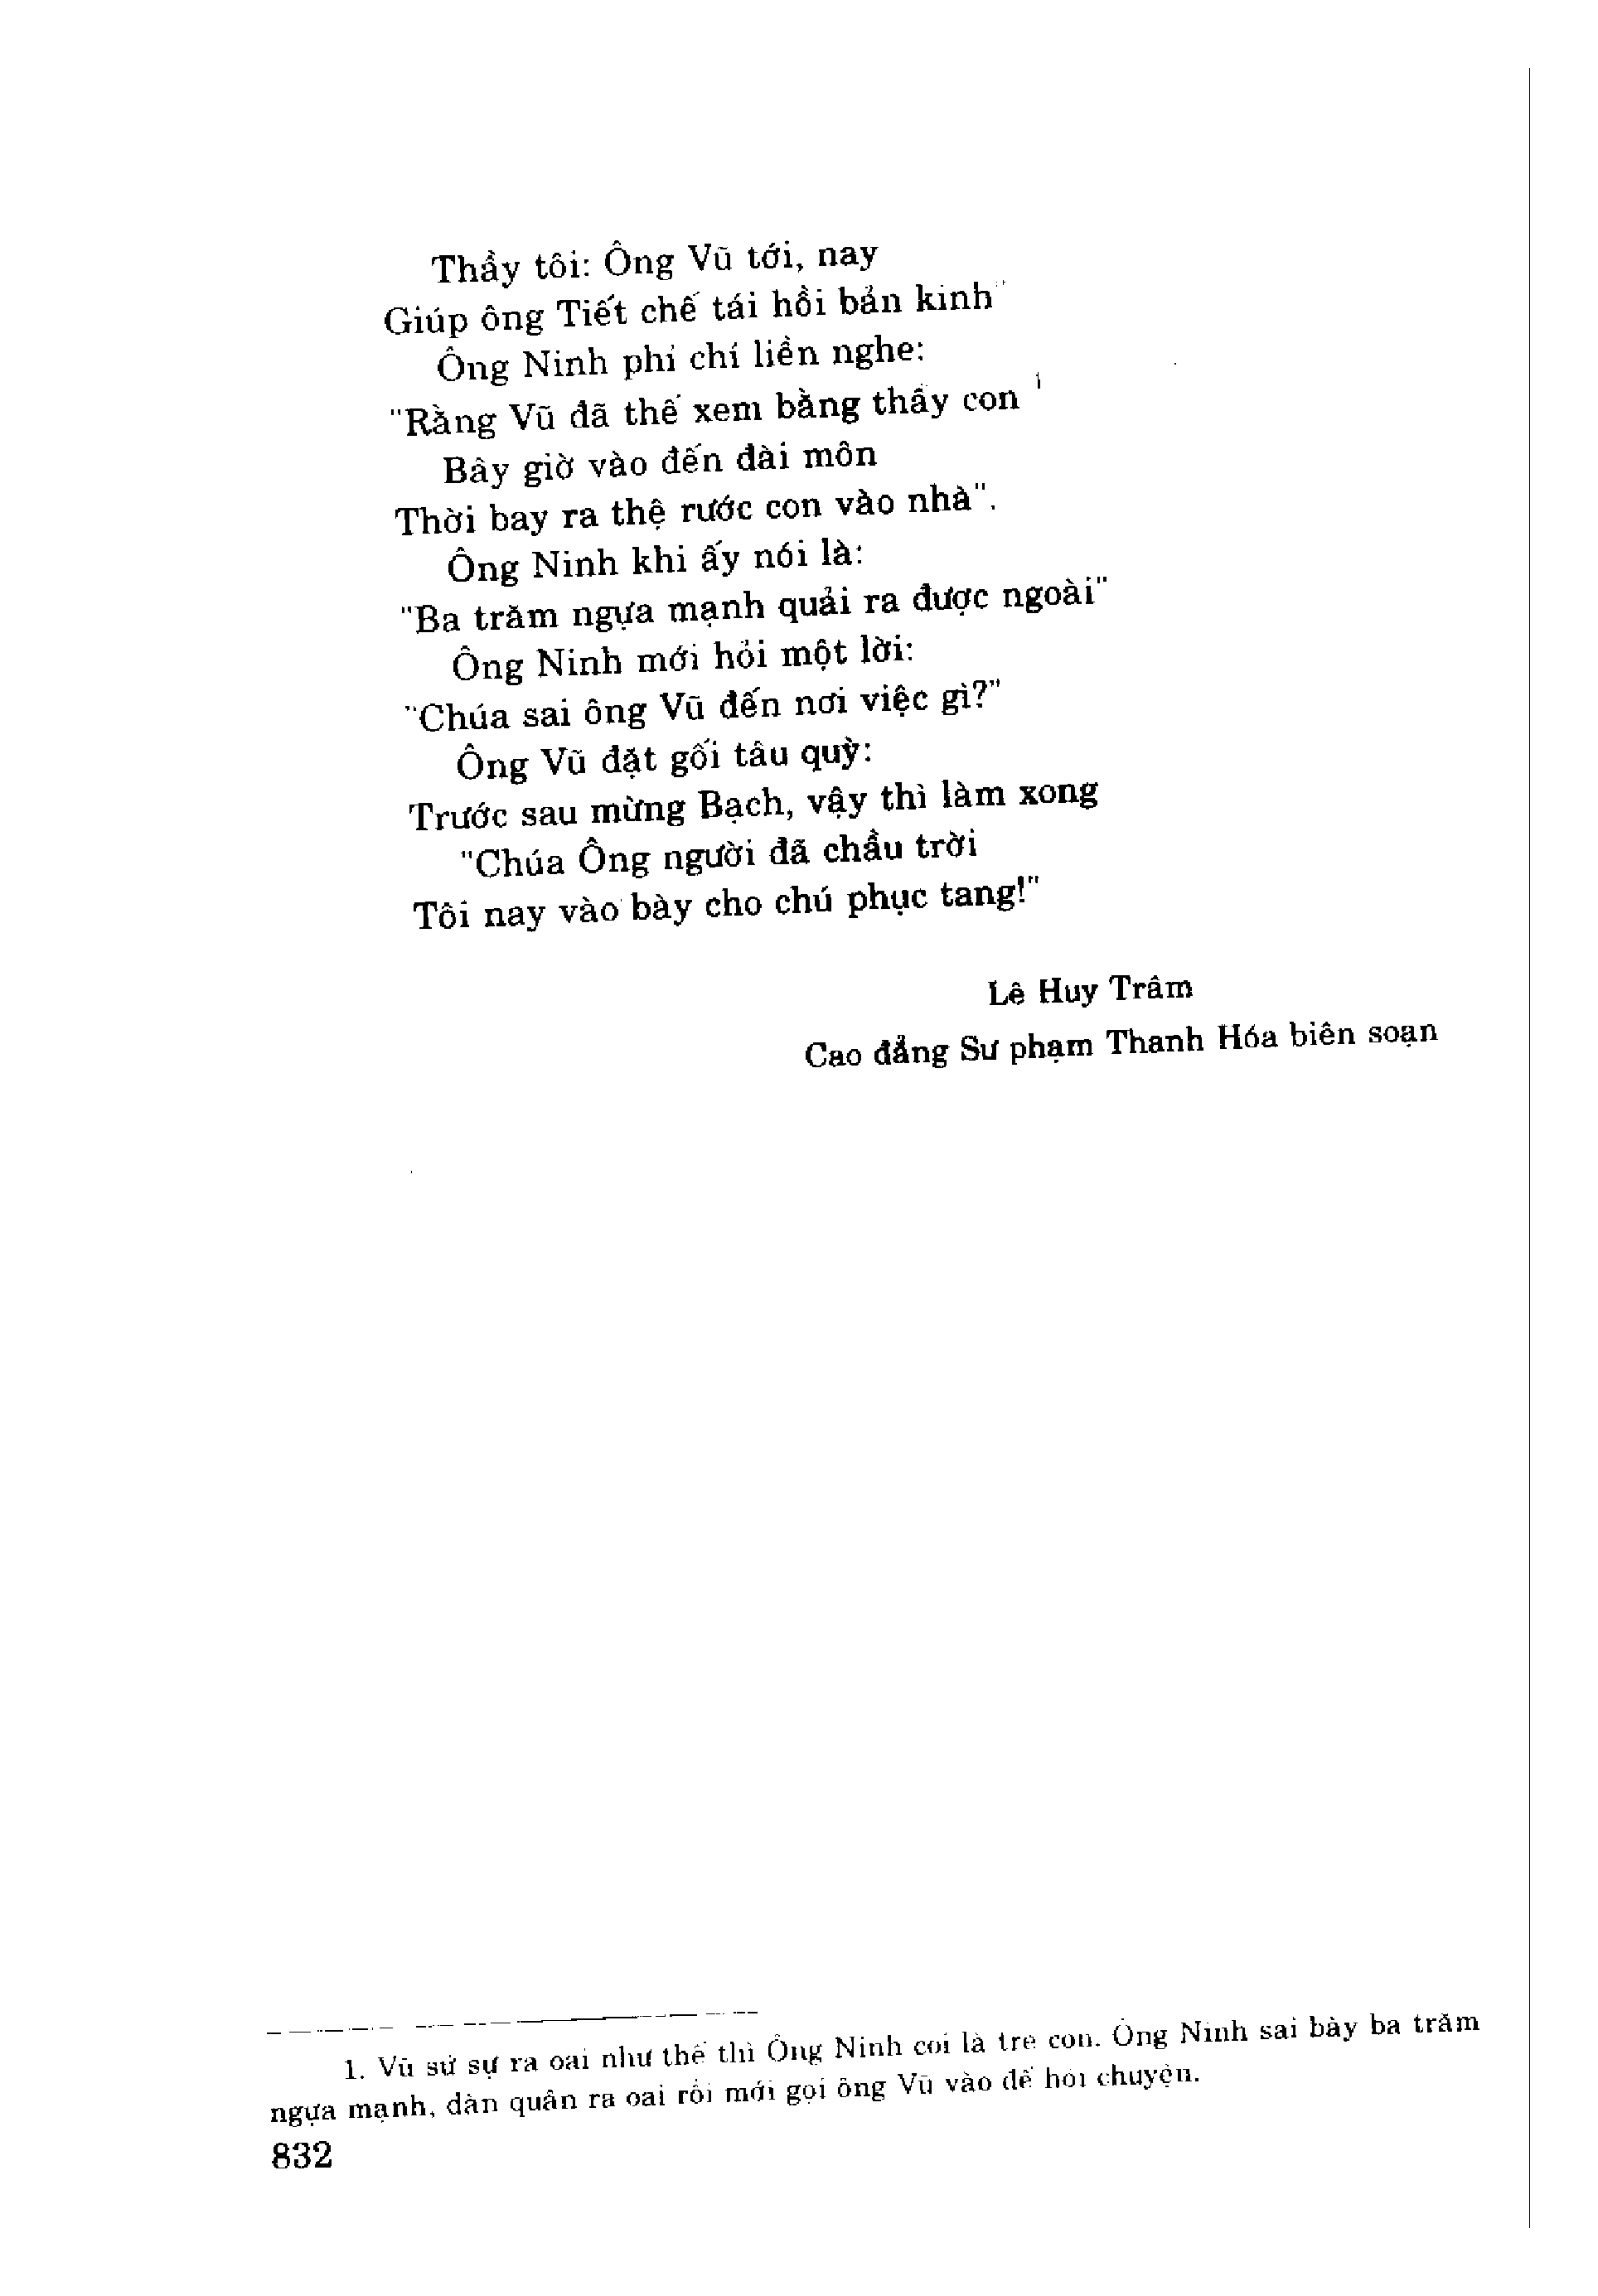 Thầy tôi: Ông Vũ tới, nay
Giúp ông Tiết chế tái hồi bản kinh"
Ông Ninh phỉ chí liền nghe:
"Rằng Vũ đã thế xem bằng thấy con ¹
Bây giờ vào đến đài môn
Thời bay ra thệ rước con vào nhà".
Ông Ninh khi ấy nói là:
"Ba trăm ngựa mạnh quải ra được ngoài"
Ông Ninh mới hỏi một lời:
"Chúa sai ông Vũ đến nơi việc gì?"
Ông Vũ đặt gối tâu quỳ:
Trước sau mừng Bạch, vậy thì làm xong
"Chúa Ông người đã chầu trời
Tôi nay vào bày cho chú phục tang!"
Lê Huy Trâm
Cao đẳng Sư phạm Thanh Hóa biên soạn
1. Vũ sử sự ra oai như thế thì Ông Ninh coi là trẻ con. Ông Ninh sai bày ba trăm
ngựa mạnh, dàn quân ra oai rồi mới gọi ông Vũ vào để hỏi chuyện.
832